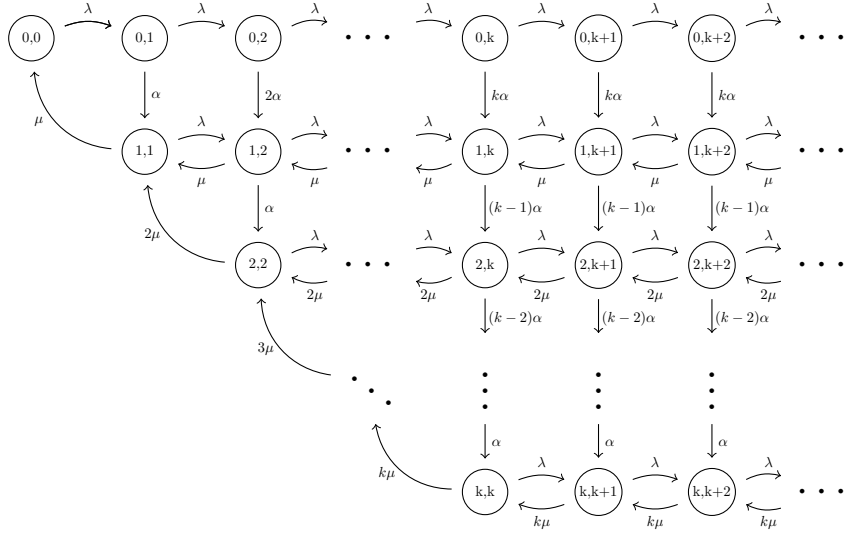 λ λ λ λ λ λ λ
0,0 0,1 0,2 · · · 0,k 0,k+1 0,k+2 · · ·
α 2α kα kα kα
μ
λ λ λ λ λ λ
1,1 1,2 · · · 1,k 1,k+1 1,k+2 · · ·
μ μ μ μ μ μ
α (k − 1)α (k − 1)α (k − 1)α
2μ
λ λ λ λ λ
2,2 · · · 2,k 2,k+1 2,k+2 · · ·
2μ 2μ 2μ 2μ 2μ
(k − 2)α (k − 2)α (k − 2)α
3μ
α α α
kμ
λ λ λ
k,k k,k+1 k,k+2 · · ·
kμ kμ kμ